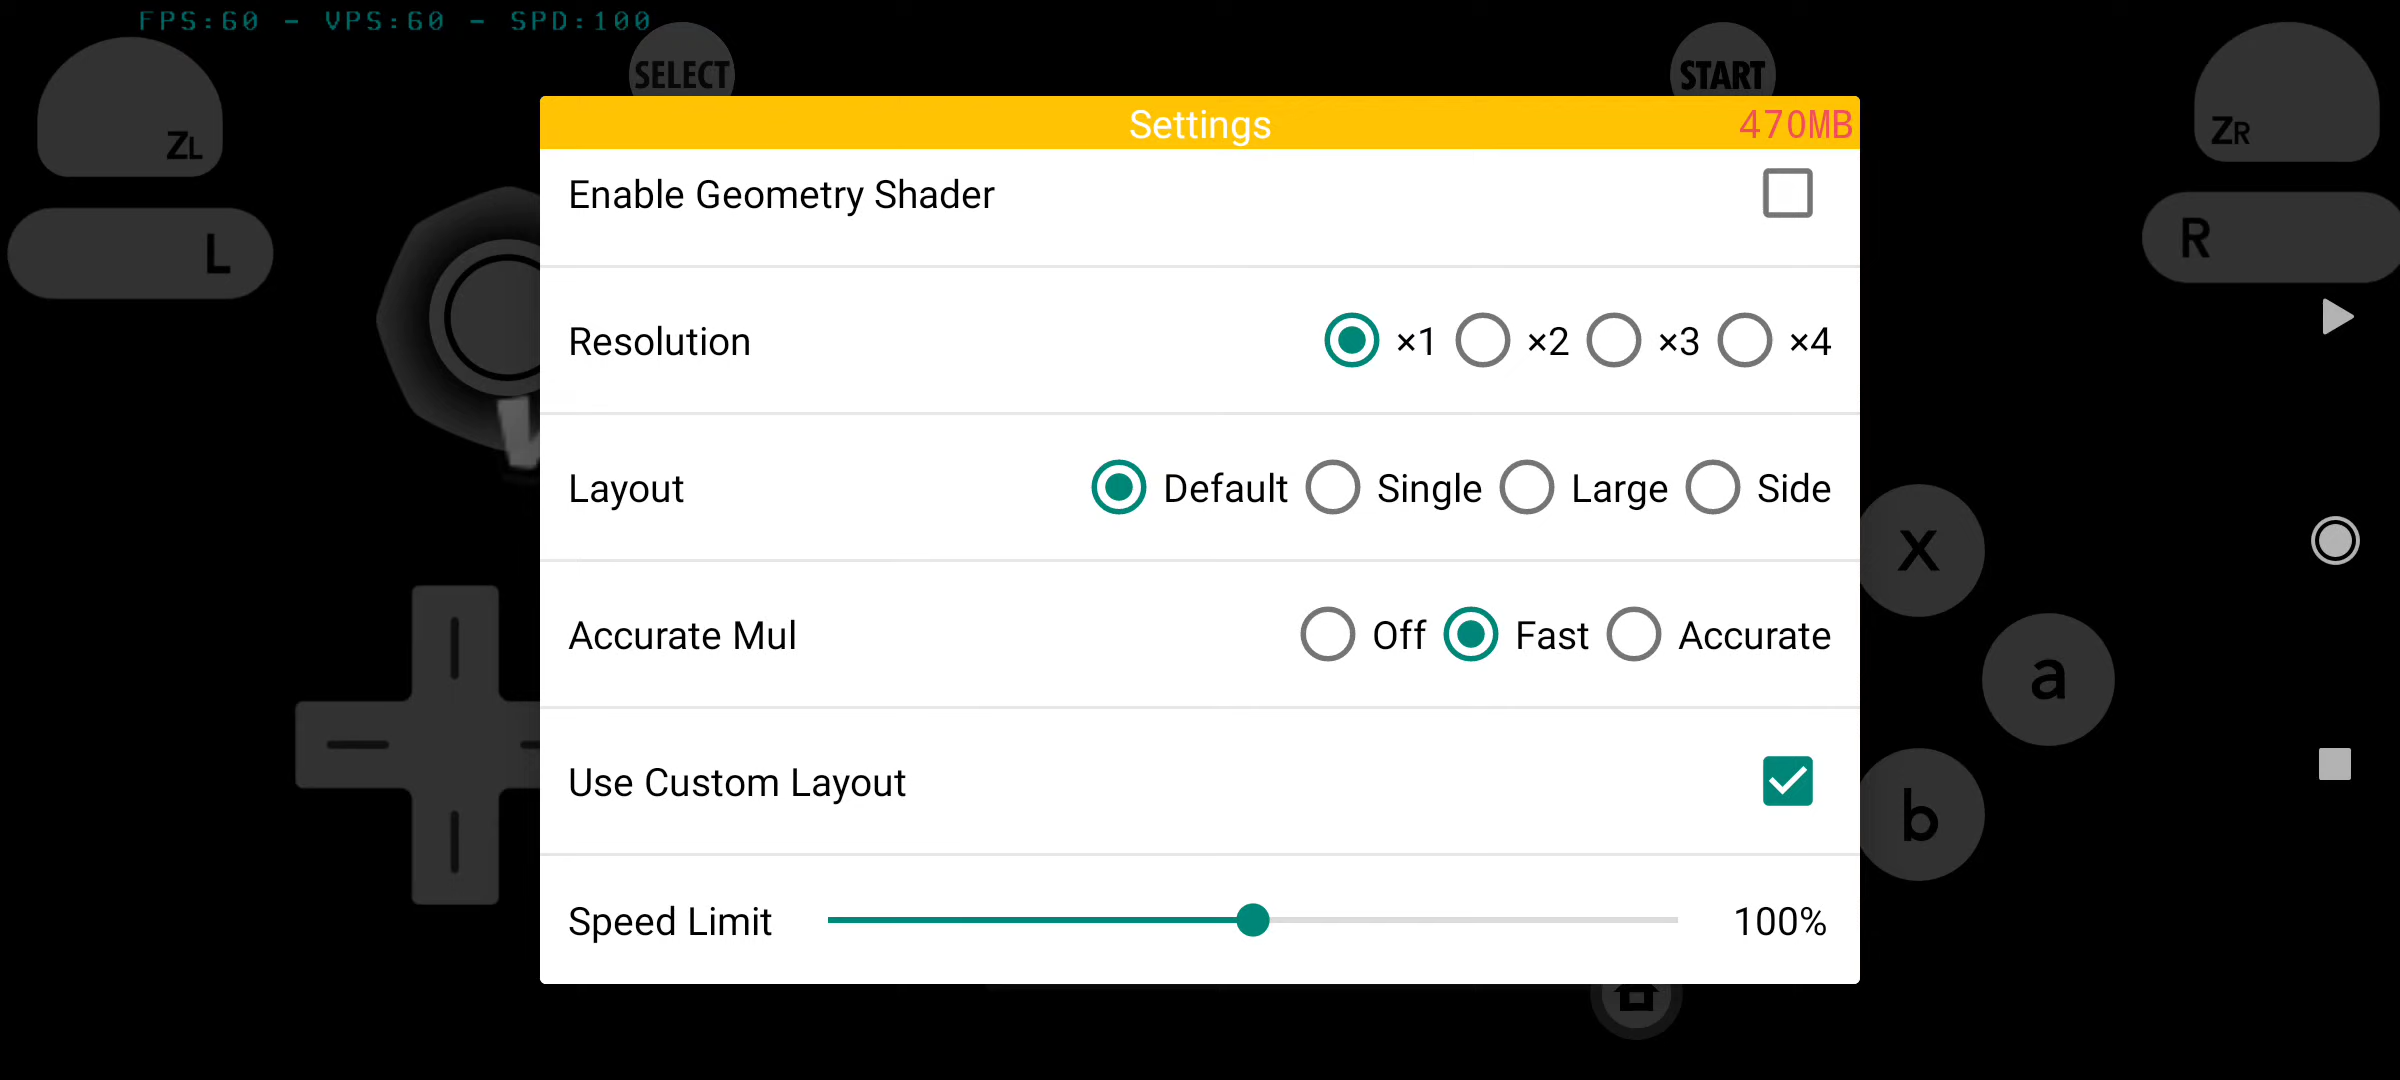 FPS:60 - VPS:60 - SPD:100
SELECT
START
ZL
ZR
Settings
470MB
L
R
Enable Geometry Shader
Resolution ×1 ×2 ×3 ×4
Layout Default Single Large Side
x
Accurate Mul Off Fast Accurate
a
Use Custom Layout
b
Speed Limit 100%